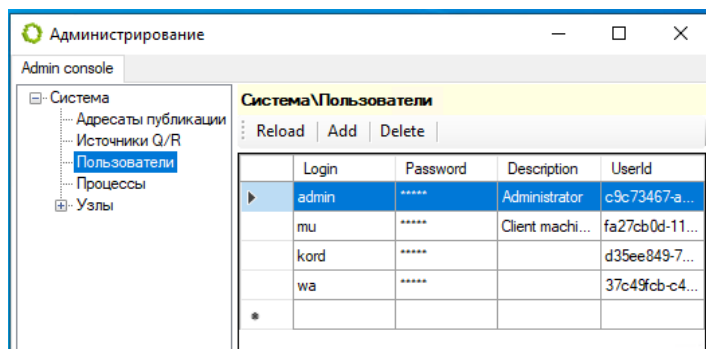 Администрирование
Admin console
Система
Адресаты публикации
Источники Q/R
Пользователи
Процессы
Узлы
Система\Пользователи
Reload Add Delete
Login Password Description UserId
admin ***** Administrator c9c73467-a...
mu ***** Client machi... fa27cb0d-11...
kord ***** d35ee849-7...
wa ***** 37c49fcb-c4...